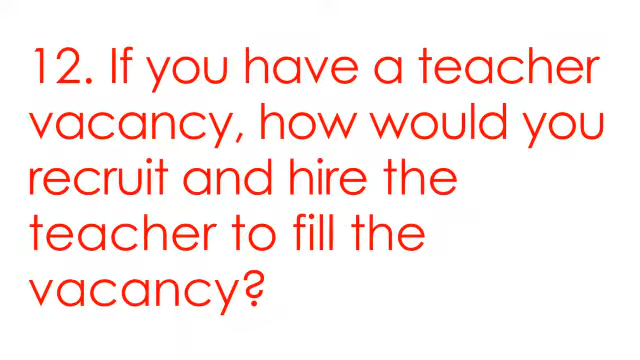 12. If you have a teacher
vacancy, how would you
recruit and hire the
teacher to fill the
vacancy?